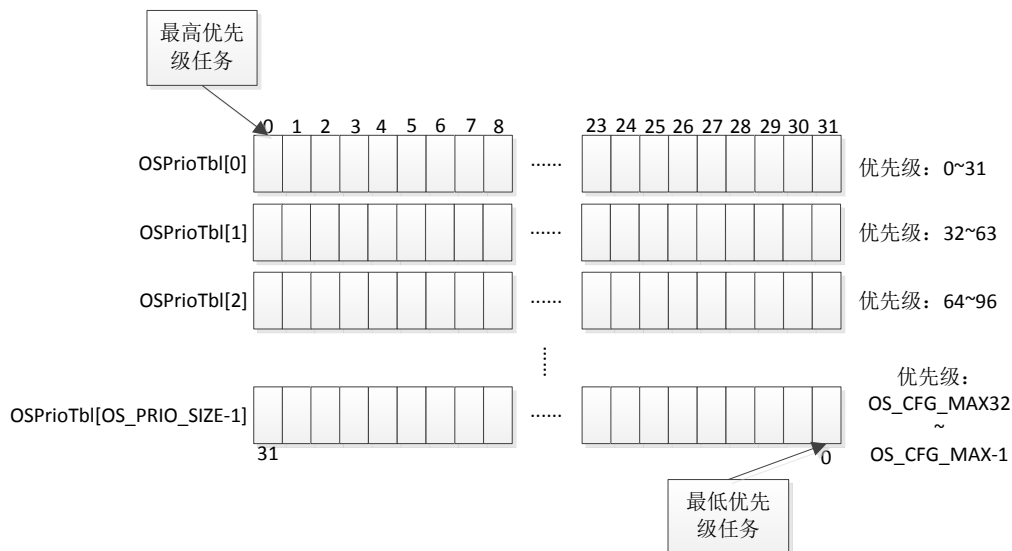 最高优先
级任务
0 1 2 3 4 5 6 7 8 23 24 25 26 27 28 29 30 31
OSPrioTbl[0] ...... 优先级：0~31
OSPrioTbl[1] ...... 优先级：32~63
OSPrioTbl[2] ...... 优先级：64~96
......
优先级：
OSPrioTbl[OS_PRIO_SIZE-1] ...... OS_CFG_MAX32
~
31 0 OS_CFG_MAX-1
最低优先
级任务